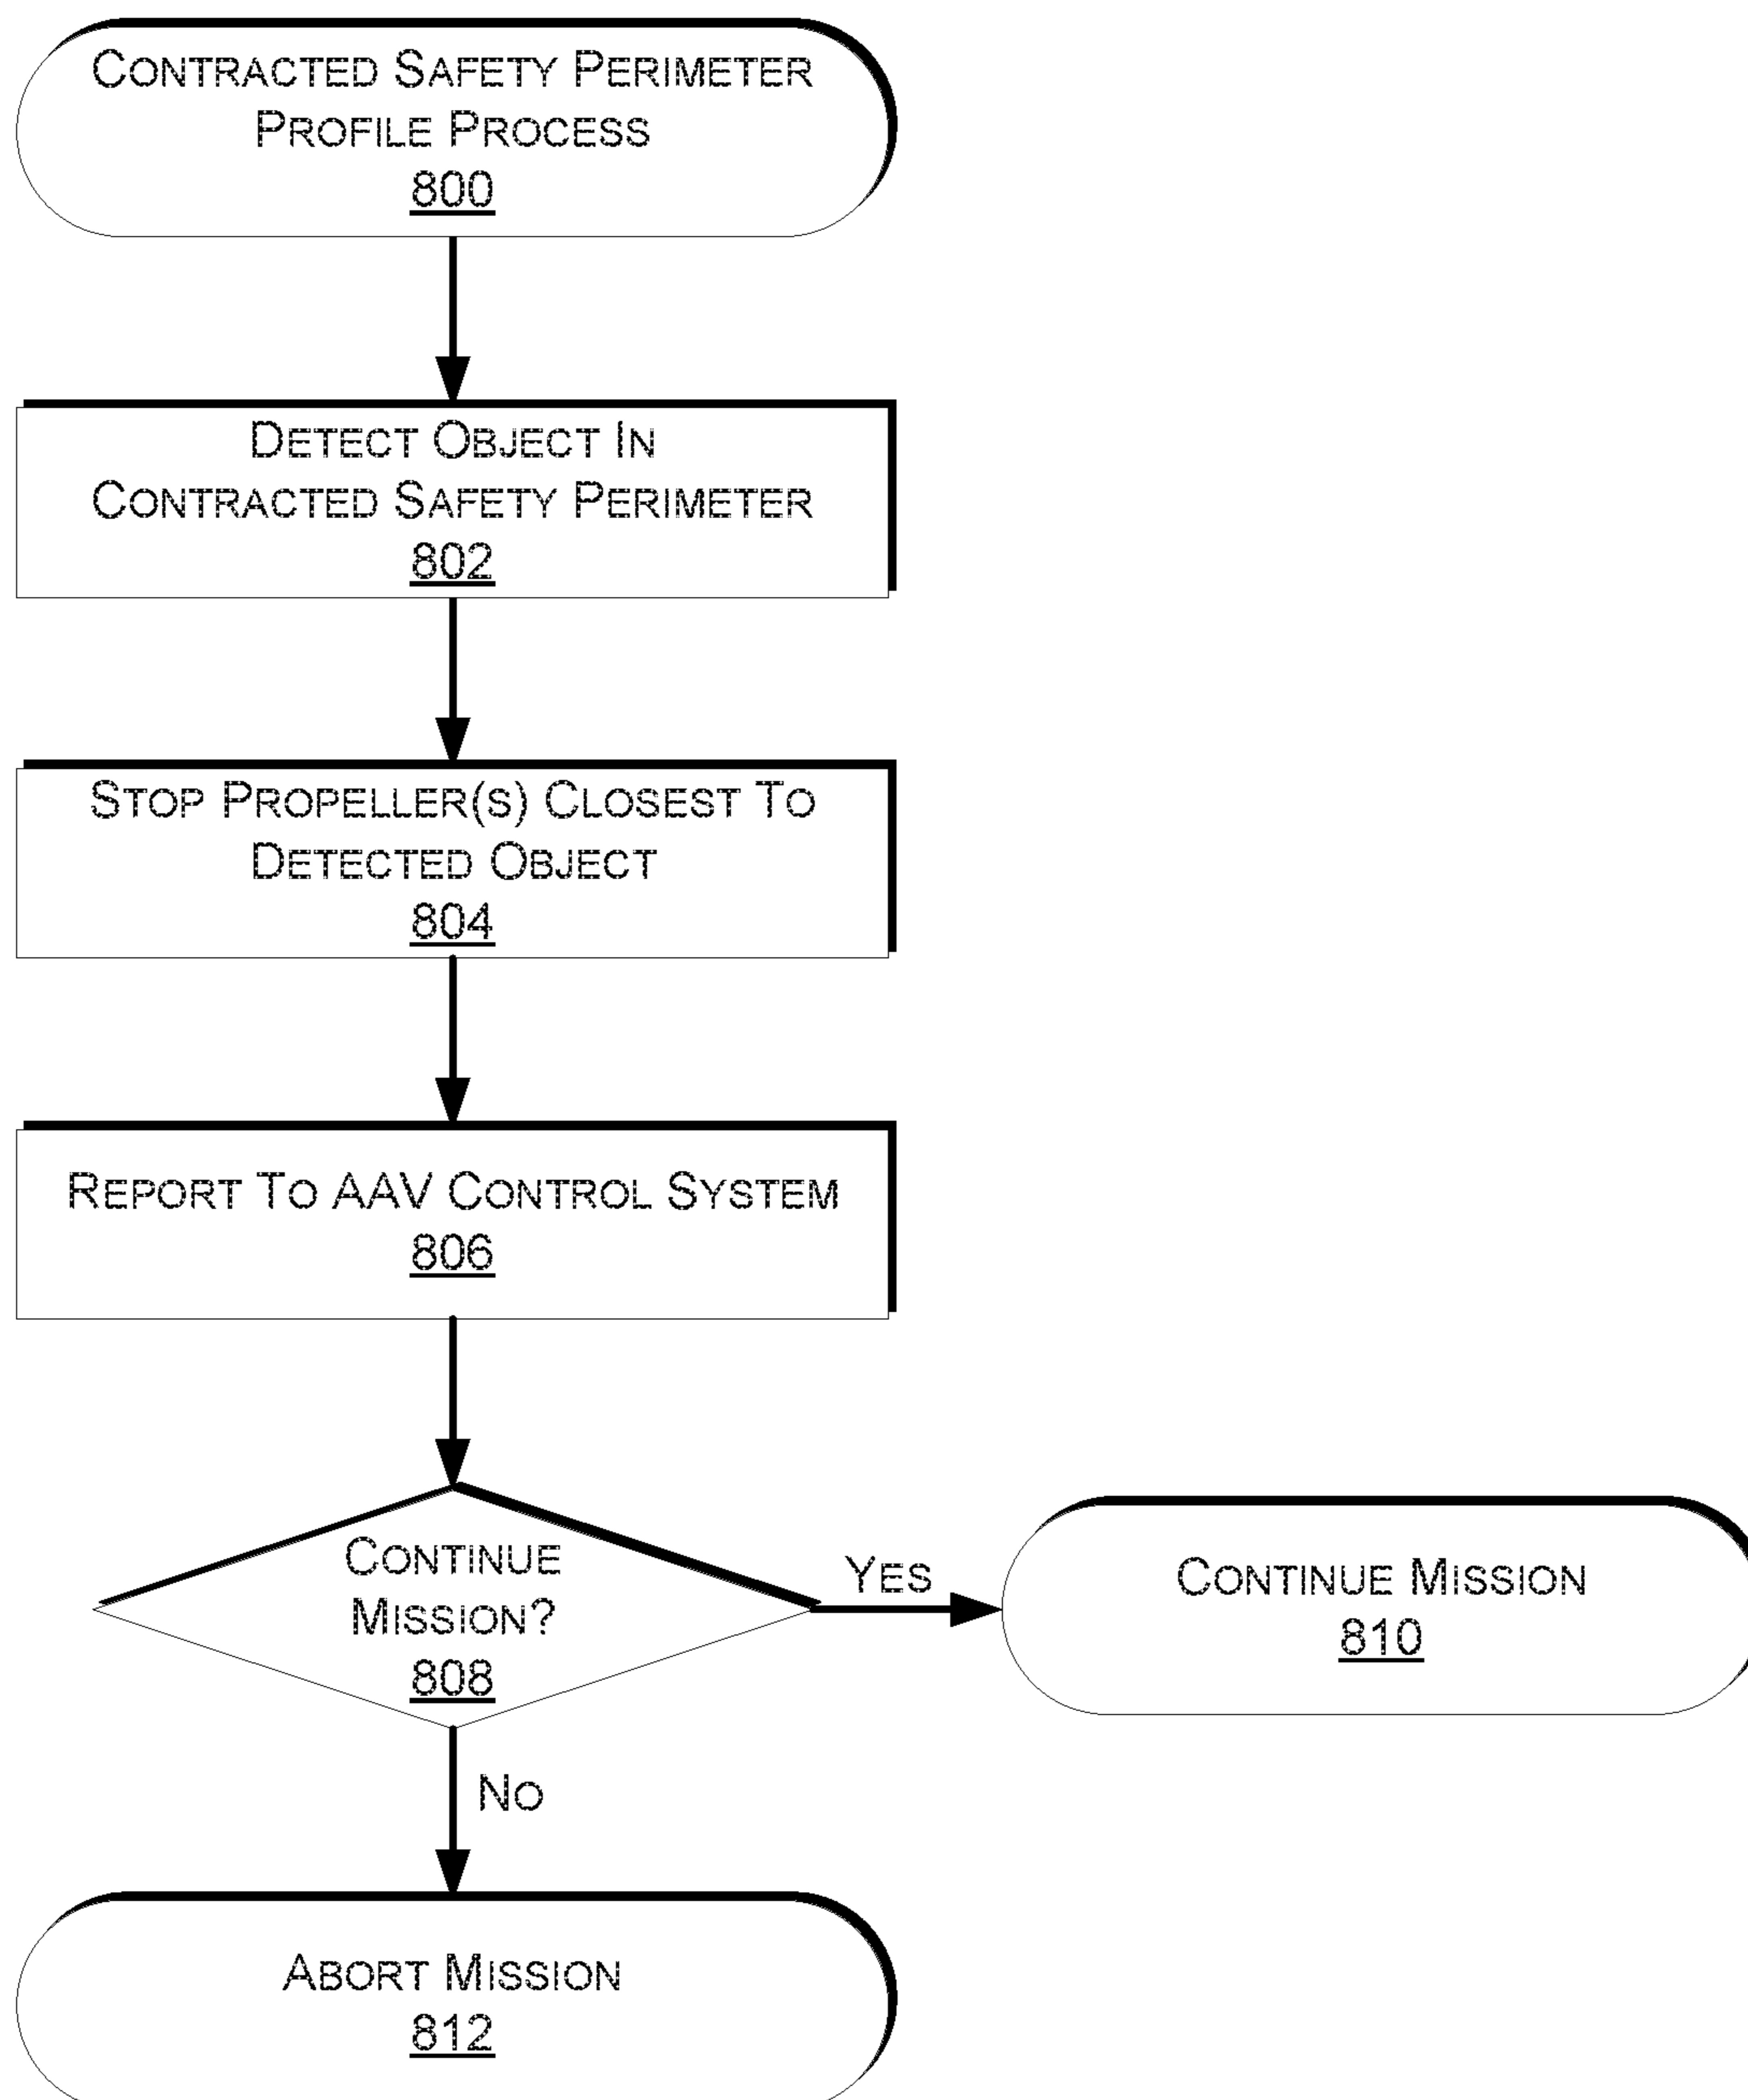 CONTRACTED SAFETY PERIMETER
PROFILE PROCESS
800
DETECT OBJECT IN
CONTRACTED SAFETY PERIMETER
802
STOP PROPELLER(S) CLOSEST TO
DETECTED OBJECT
804
REPORT TO AAV CONTROL SYSTEM
806
CONTINUE
MISSION?
808
YES
CONTINUE MISSION
810
NO
ABORT MISSION
812